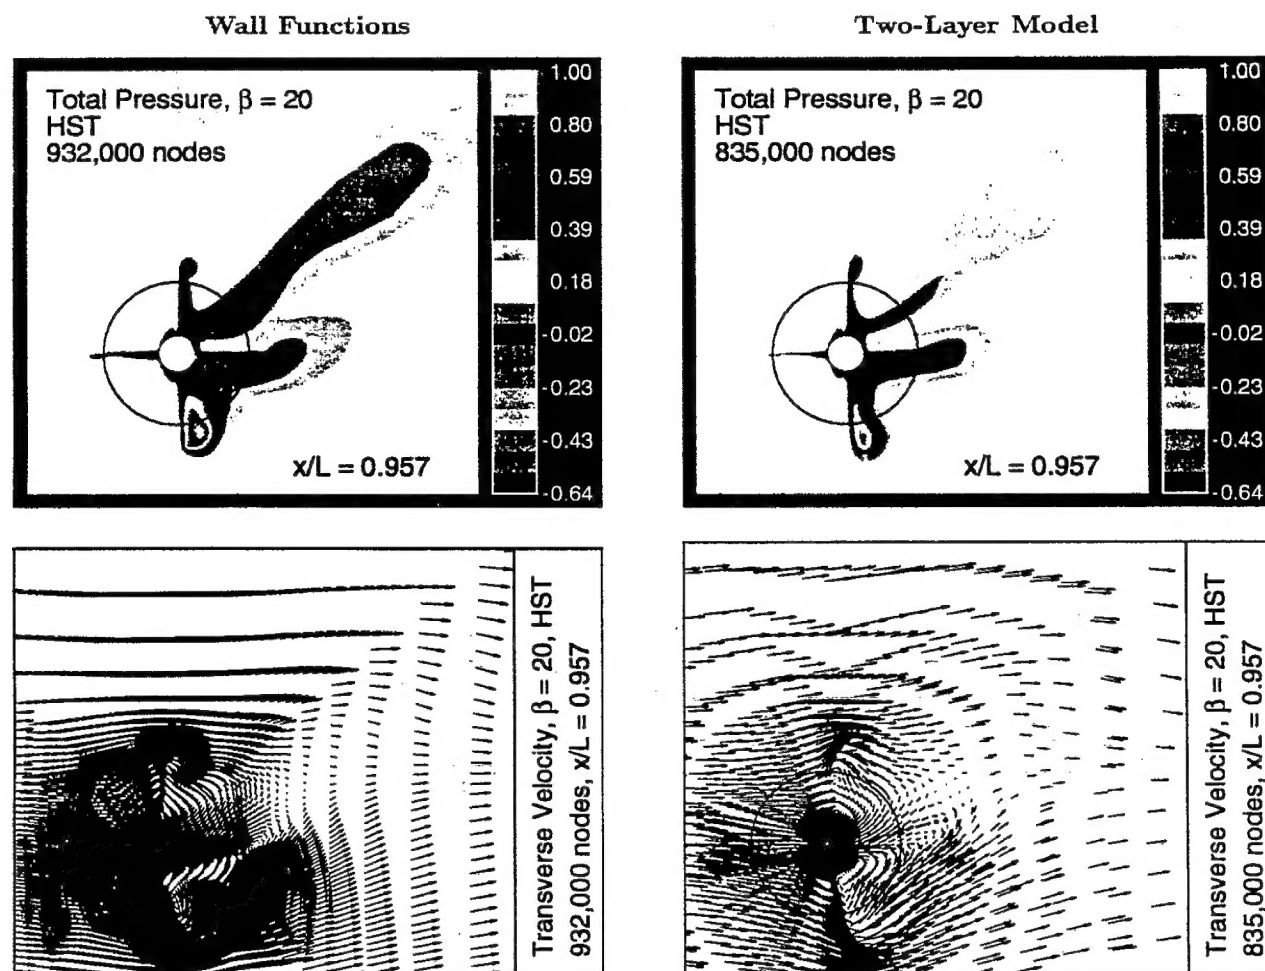 Wall Functions
Total Pressure, β = 20
HST
932,000 nodes
x/L = 0.957
1.00
0.80
0.59
0.39
0.18
-0.02
-0.23
-0.43
-0.64
Two-Layer Model
Total Pressure, β = 20
HST
835,000 nodes
x/L = 0.957
1.00
0.80
0.59
0.39
0.18
-0.02
-0.23
-0.43
-0.64
Transverse Velocity, β = 20, HST
932,000 nodes, x/L = 0.957
Transverse Velocity, β = 20, HST
835,000 nodes, x/L = 0.957